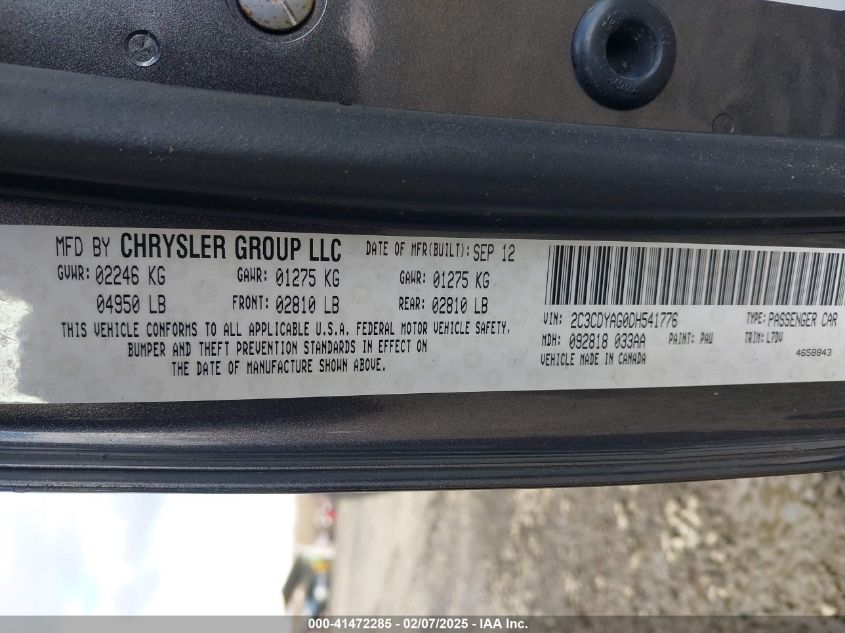 MFD BY CHRYSLER GROUP LLC DATE OF MFR(BUILT): SEP 12
GVWR: 02246 KG GAWR: 01275 KG GAWR: 01275 KG
04950 LB FRONT: 02810 LB REAR: 02810 LB
THIS VEHICLE CONFORMS TO ALL APPLICABLE U.S.A. FEDERAL MOTOR VEHICLE SAFETY,
BUMPER AND THEFT PREVENTION STANDARDS IN EFFECT ON
THE DATE OF MANUFACTURE SHOWN ABOVE.
VIN: 2C3CDYAG0DH541776 TYPE: PASSENGER CAR
MDH: 092818 033AA PAINT: PAU TRIM: L7DV
VEHICLE MADE IN CANADA 4658843
000-41472285 - 02/07/2025 - IAA Inc.